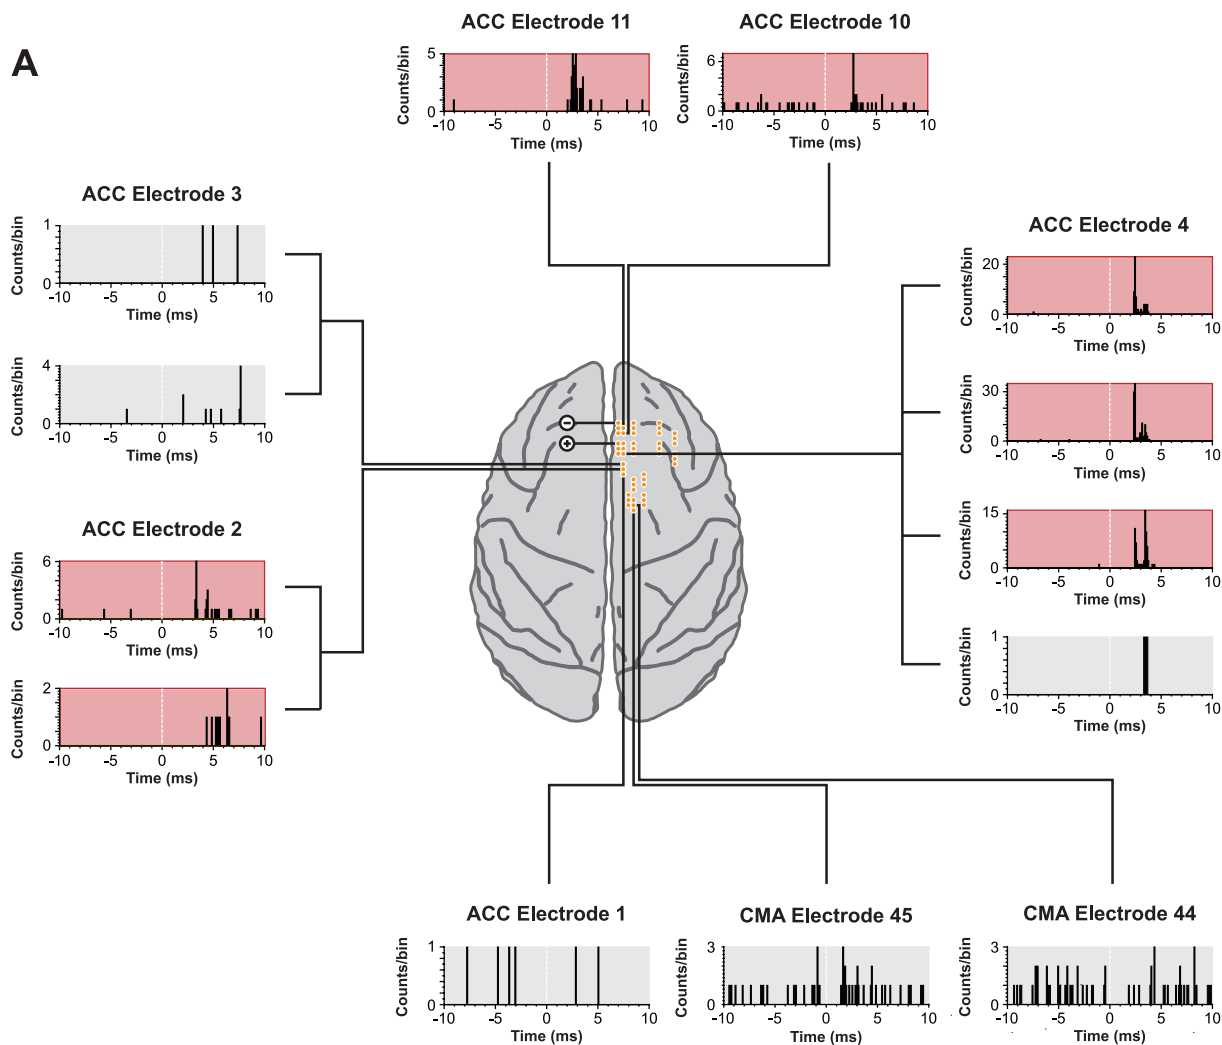 A
ACC Electrode 11
Counts/bin
5
0
-10 -5 0 5 10
Time (ms)
ACC Electrode 10
Counts/bin
6
0
-10 -5 0 5 10
Time (ms)
ACC Electrode 3
Counts/bin
1
0
-10 -5 0 5 10
Time (ms)
Counts/bin
4
0
-10 -5 0 5 10
Time (ms)
ACC Electrode 4
Counts/bin
20
0
-10 -5 0 5 10
Time (ms)
Counts/bin
30
0
-10 -5 0 5 10
Time (ms)
Counts/bin
15
0
-10 -5 0 5 10
Time (ms)
Counts/bin
1
0
-10 -5 0 5 10
Time (ms)
−
+
ACC Electrode 2
Counts/bin
6
0
-10 -5 0 5 10
Time (ms)
Counts/bin
2
0
-10 -5 0 5 10
Time (ms)
ACC Electrode 1
Counts/bin
1
0
-10 -5 0 5 10
Time (ms)
CMA Electrode 45
Counts/bin
3
0
-10 -5 0 5 10
Time (ms)
CMA Electrode 44
Counts/bin
3
0
-10 -5 0 5 10
Time (ms)